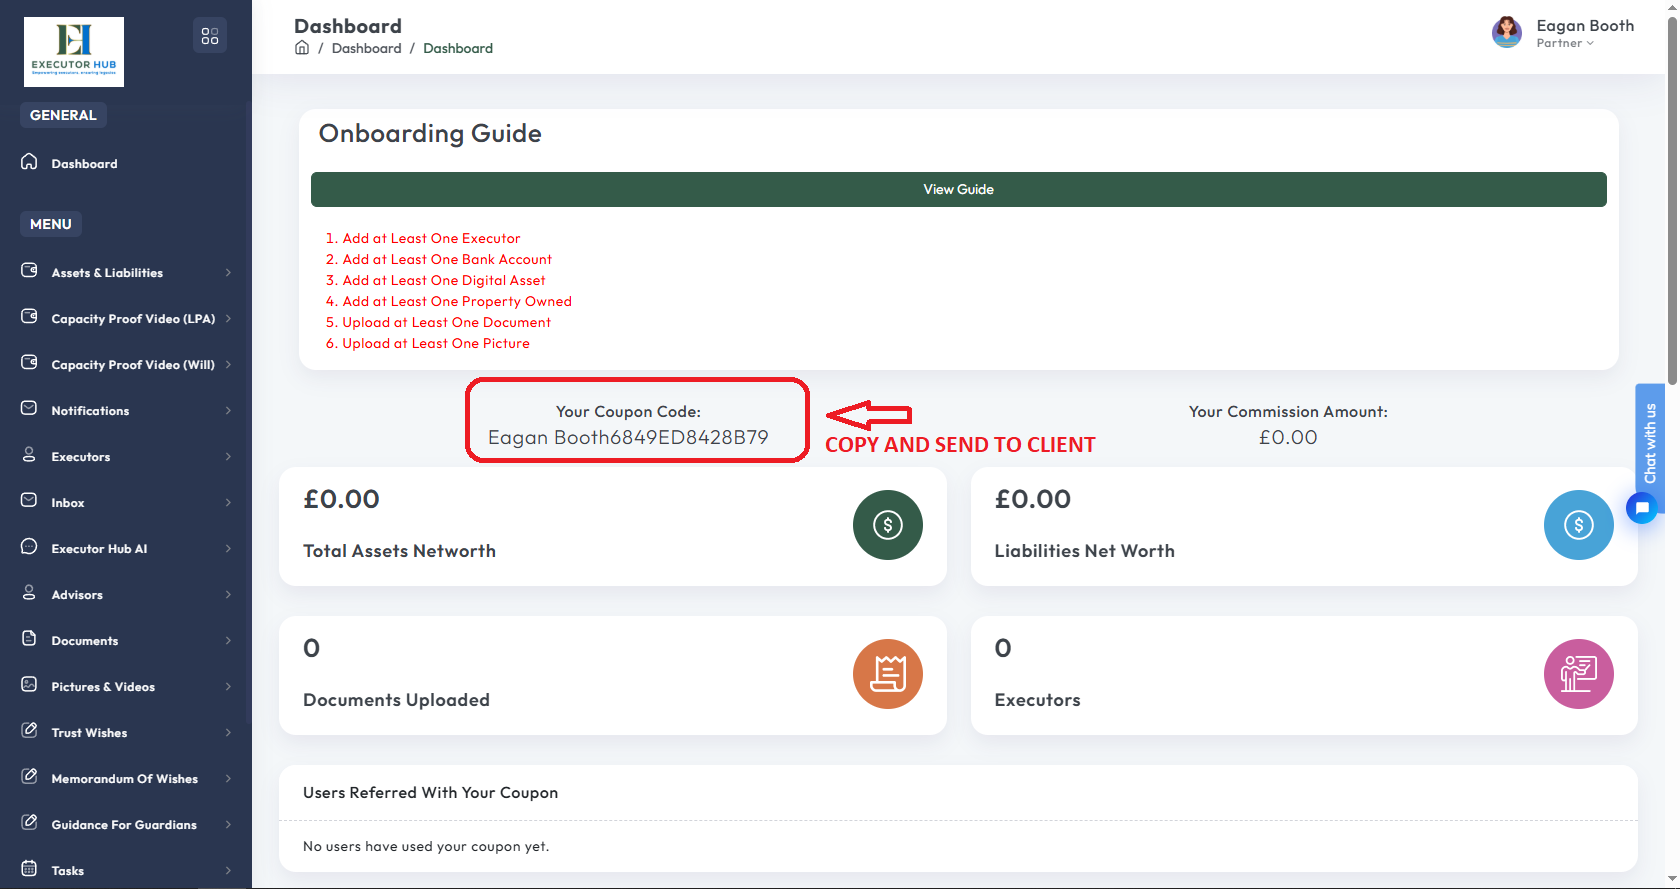 EXECUTOR HUB
Empowering executors, ensuring legacies
GENERAL
Dashboard
MENU
Assets & Liabilities
Capacity Proof Video (LPA)
Capacity Proof Video (Will)
Notifications
Executors
Inbox
Executor Hub AI
Advisors
Documents
Pictures & Videos
Trust Wishes
Memorandum Of Wishes
Guidance For Guardians
Tasks
Dashboard
/ Dashboard / Dashboard
Eagan Booth
Partner
Onboarding Guide
View Guide
1. Add at Least One Executor
2. Add at Least One Bank Account
3. Add at Least One Digital Asset
4. Add at Least One Property Owned
5. Upload at Least One Document
6. Upload at Least One Picture
Your Coupon Code:
Eagan Booth6849ED8428B79
COPY AND SEND TO CLIENT
Your Commission Amount:
£0.00
£0.00
Total Assets Networth
£0.00
Liabilities Net Worth
0
Documents Uploaded
0
Executors
Users Referred With Your Coupon
No users have used your coupon yet.
Chat with us